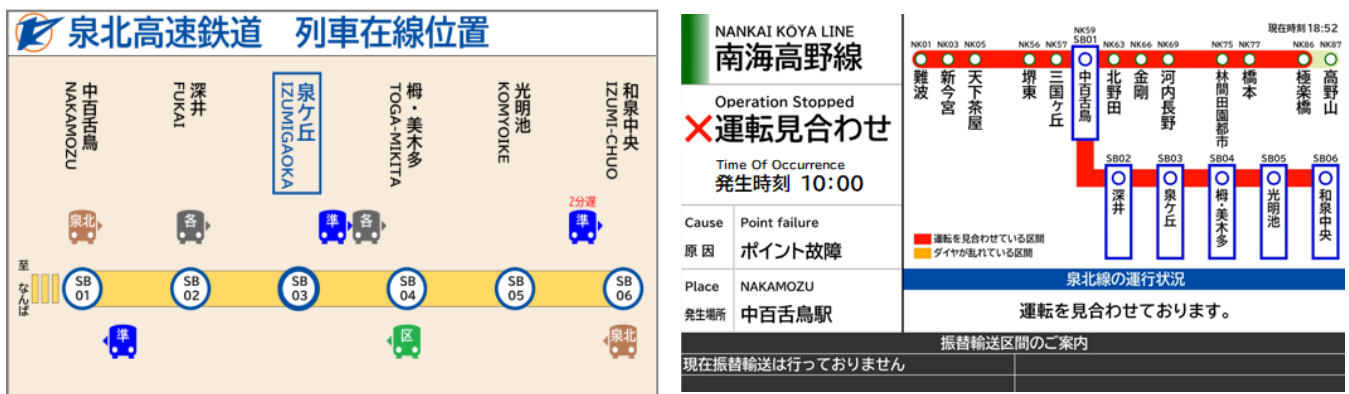 泉北高速鉄道 列車在線位置
中百舌鳥
NAKAMOZU
深井
FUKAI
泉ケ丘
IZUMIGAOKA
栂・美木多
TOGA-MIKITA
光明池
KOMYOIKE
和泉中央
IZUMI-CHUO
2分遅
泉北 各 準 各 準
至 なんば
SB 01
SB 02
SB 03
SB 04
SB 05
SB 06
準 区 泉北
NANKAI KŌYA LINE
南海高野線
Operation Stopped
×運転見合わせ
Time Of Occurrence
発生時刻 10:00
Cause Point failure
原因 ポイント故障
Place NAKAMOZU
発生場所 中百舌鳥駅
現在時刻 18:52
NK59
SB01
NK01 NK03 NK05 NK56 NK57 NK63 NK66 NK69 NK75 NK77 NK86 NK87
難波
新今宮
天下茶屋
堺東
三国ヶ丘
中百舌鳥
北野田
金剛
河内長野
林間田園都市
橋本
極楽橋
高野山
SB02 SB03 SB04 SB05 SB06
深井
泉ケ丘
栂・美木多
光明池
和泉中央
運転を見合わせている区間
ダイヤが乱れている区間
泉北線の運行状況
運転を見合わせております。
振替輸送区間のご案内
現在振替輸送は行っておりません